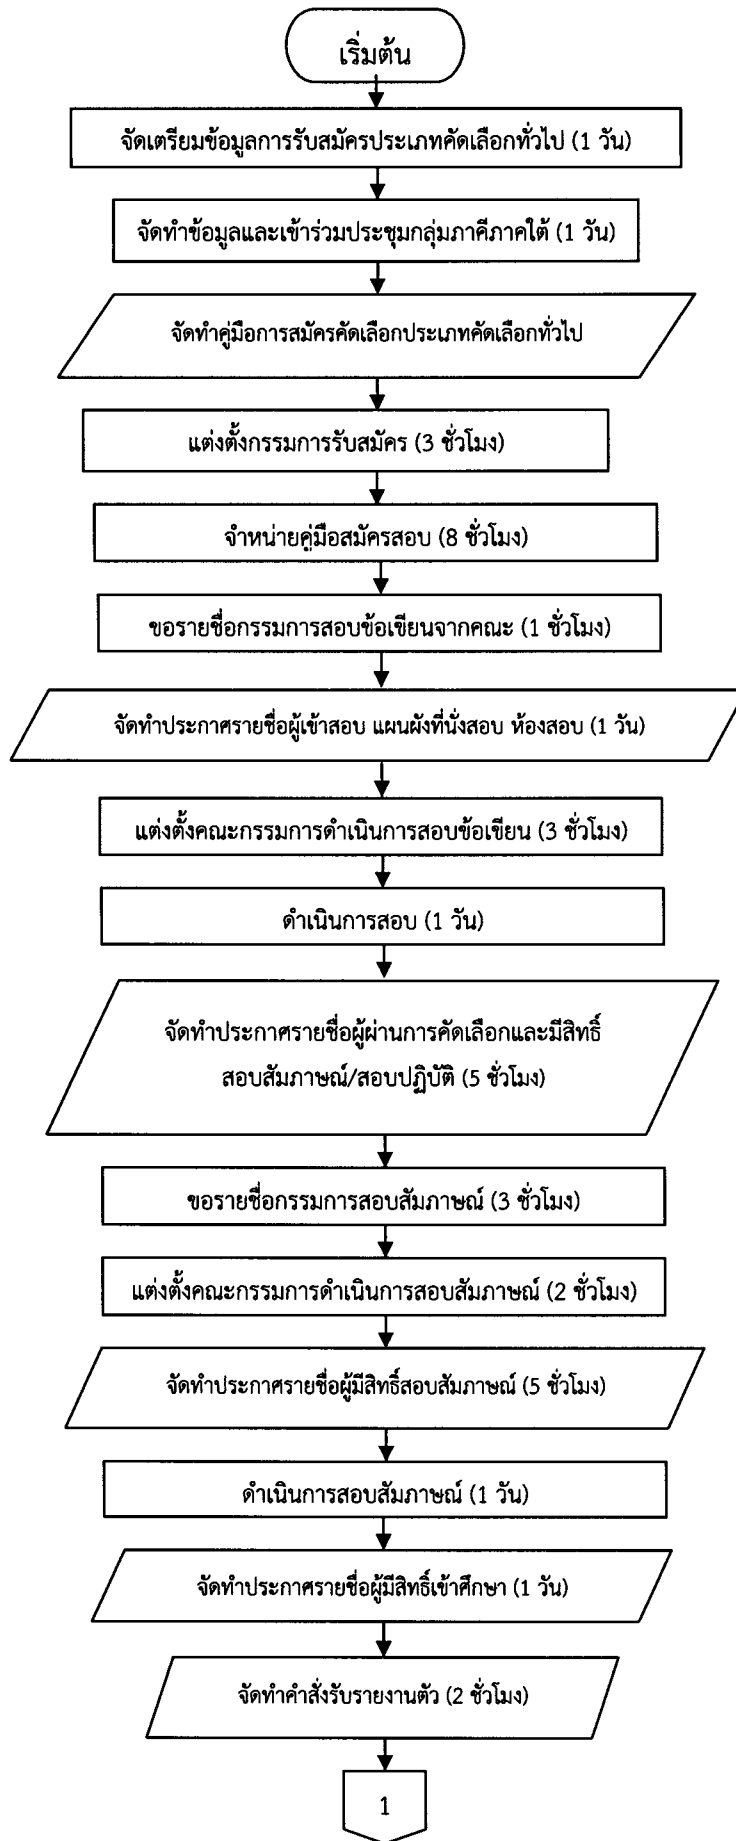 เริ่มต้น
จัดเตรียมข้อมูลการรับสมัครประเภทคัดเลือกทั่วไป (1 วัน)
จัดทำข้อมูลและเข้าร่วมประชุมกลุ่มภาคีภาคใต้ (1 วัน)
จัดทำคู่มือการสมัครคัดเลือกประเภทคัดเลือกทั่วไป
แต่งตั้งกรรมการรับสมัคร (3 ชั่วโมง)
จำหน่ายคู่มือสมัครสอบ (8 ชั่วโมง)
ขอรายชื่อกรรมการสอบข้อเขียนจากคณะ (1 ชั่วโมง)
จัดทำประกาศรายชื่อผู้เข้าสอบ แผนผังที่นั่งสอบ ห้องสอบ (1 วัน)
แต่งตั้งคณะกรรมการดำเนินการสอบข้อเขียน (3 ชั่วโมง)
ดำเนินการสอบ (1 วัน)
จัดทำประกาศรายชื่อผู้ผ่านการคัดเลือกและมีสิทธิ์
สอบสัมภาษณ์/สอบปฏิบัติ (5 ชั่วโมง)
ขอรายชื่อกรรมการสอบสัมภาษณ์ (3 ชั่วโมง)
แต่งตั้งคณะกรรมการดำเนินการสอบสัมภาษณ์ (2 ชั่วโมง)
จัดทำประกาศรายชื่อผู้มีสิทธิ์สอบสัมภาษณ์ (5 ชั่วโมง)
ดำเนินการสอบสัมภาษณ์ (1 วัน)
จัดทำประกาศรายชื่อผู้มีสิทธิ์เข้าศึกษา (1 วัน)
จัดทำคำสั่งรับรายงานตัว (2 ชั่วโมง)
1